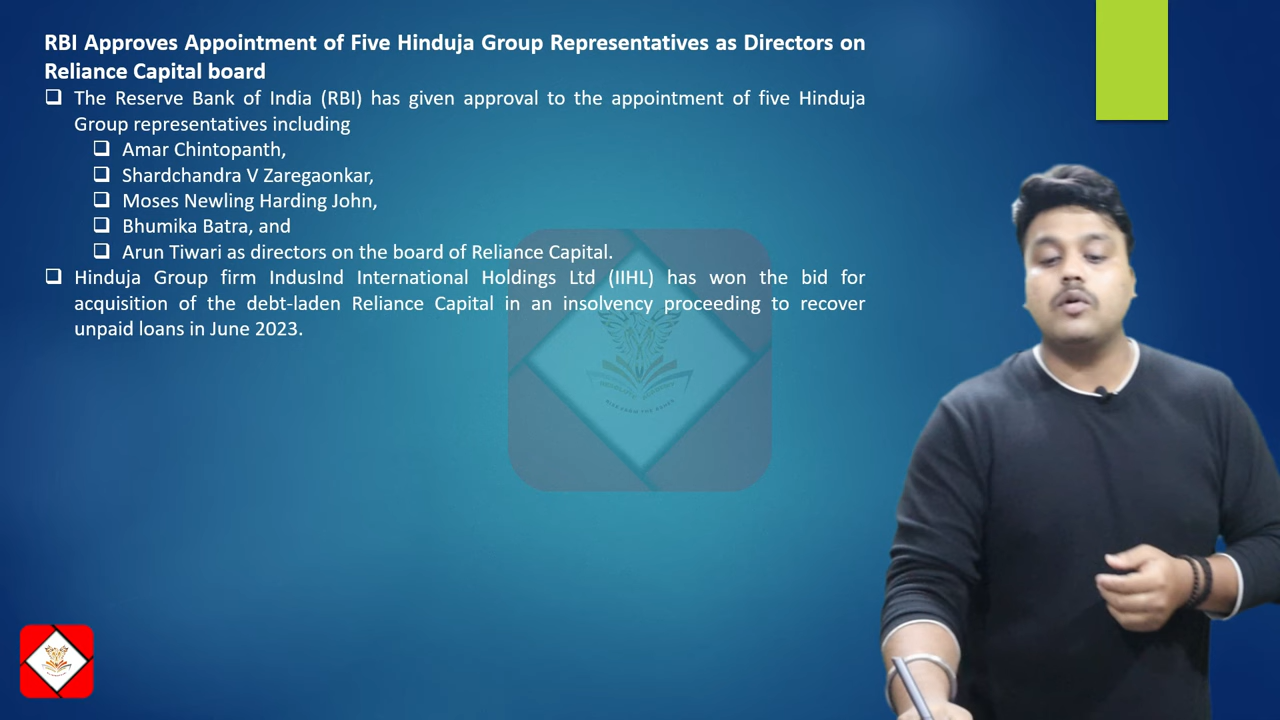 RBI Approves Appointment of Five Hinduja Group Representatives as Directors on
Reliance Capital board
❑ The Reserve Bank of India (RBI) has given approval to the appointment of five Hinduja
Group representatives including
❑ Amar Chintopanth,
❑ Shardchandra V Zaregaonkar,
❑ Moses Newling Harding John,
❑ Bhumika Batra, and
❑ Arun Tiwari as directors on the board of Reliance Capital.
❑ Hinduja Group firm IndusInd International Holdings Ltd (IIHL) has won the bid for
acquisition of the debt-laden Reliance Capital in an insolvency proceeding to recover
unpaid loans in June 2023.
RISE FROM THE ASHES